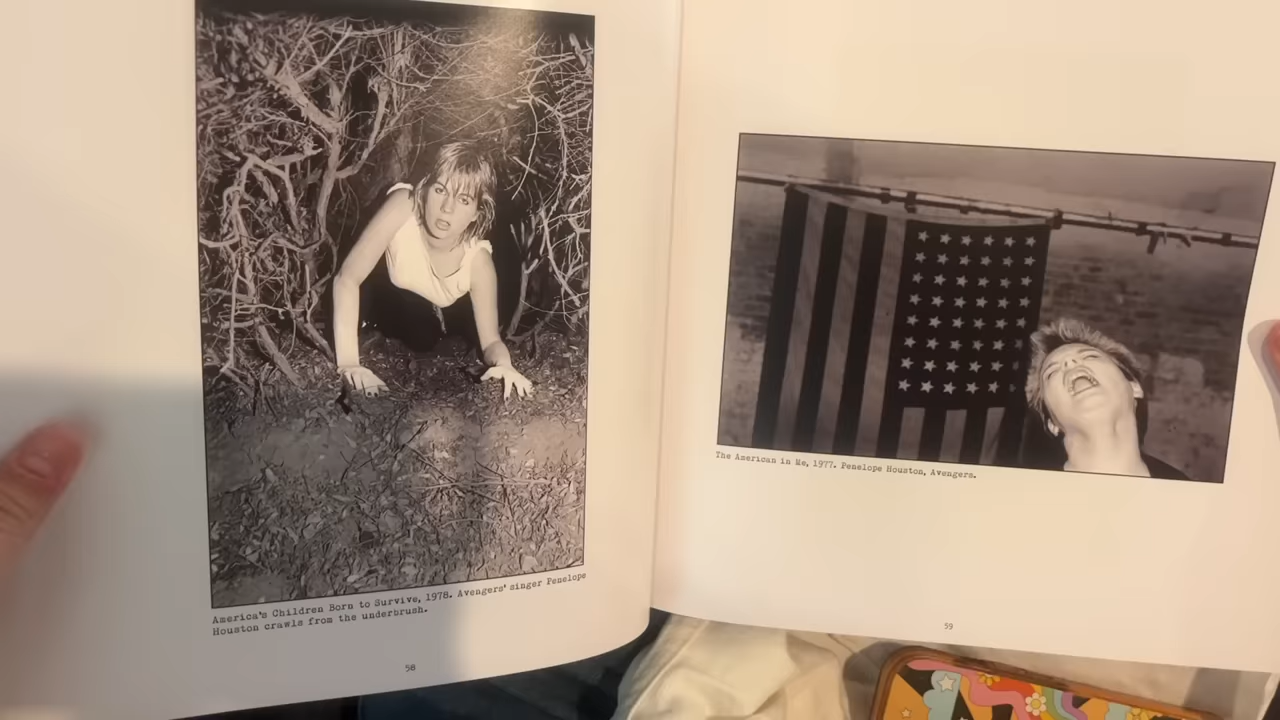 America's Children Born to Survive, 1978. Avengers' singer Penelope
Houston crawls from the underbrush.
58
The American in Me, 1977. Penelope Houston, Avengers.
59